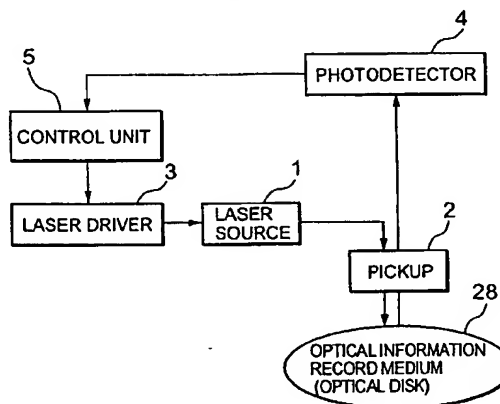 4
PHOTODETECTOR
5
CONTROL UNIT
3
LASER DRIVER
1
LASER
SOURCE
2
PICKUP
28
OPTICAL INFORMATION
RECORD MEDIUM
(OPTICAL DISK)